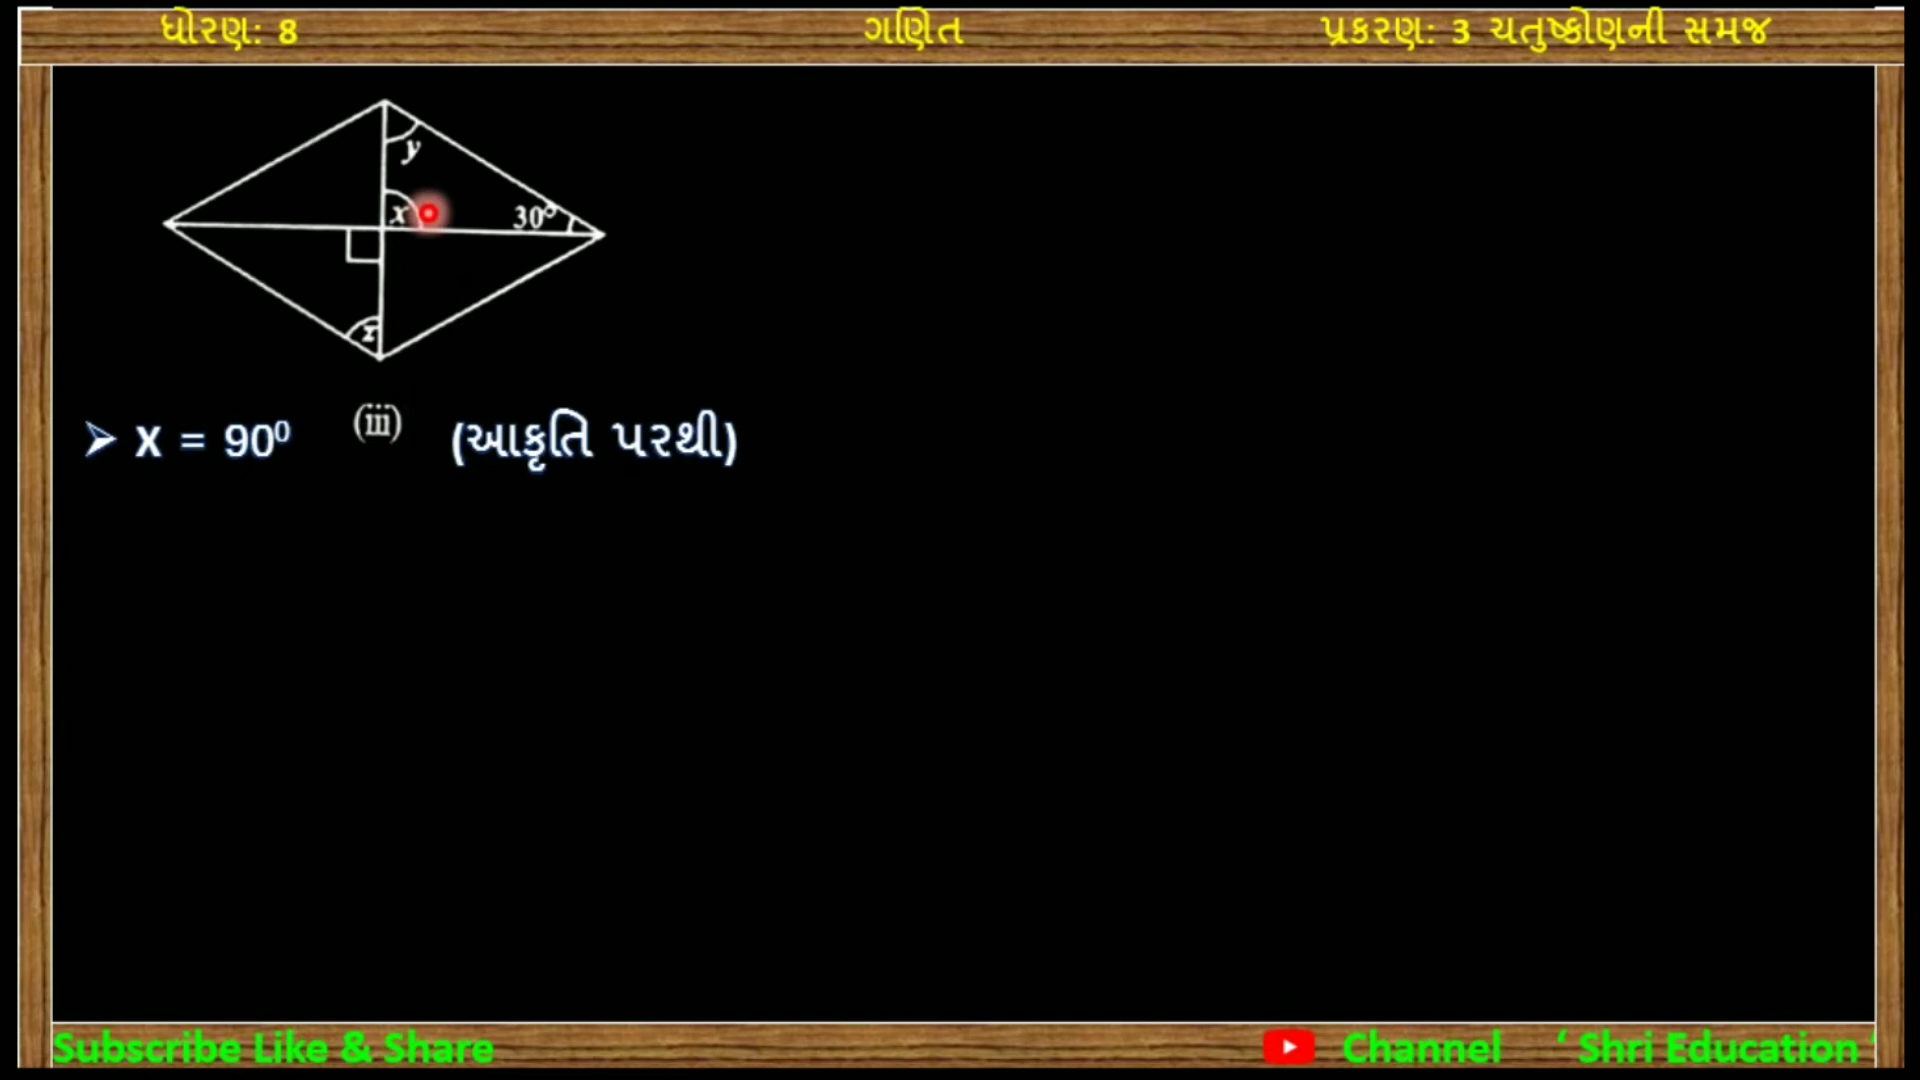 ધોરણ: 8 ગણિત પ્રકરણ: 3 ચતુષ્કોણની સમજ
y
x 30°
z
(iii)
➢ X = 90⁰ (આકૃતિ પરથી)
Subscribe Like & Share Channel ‘ Shri Education ’